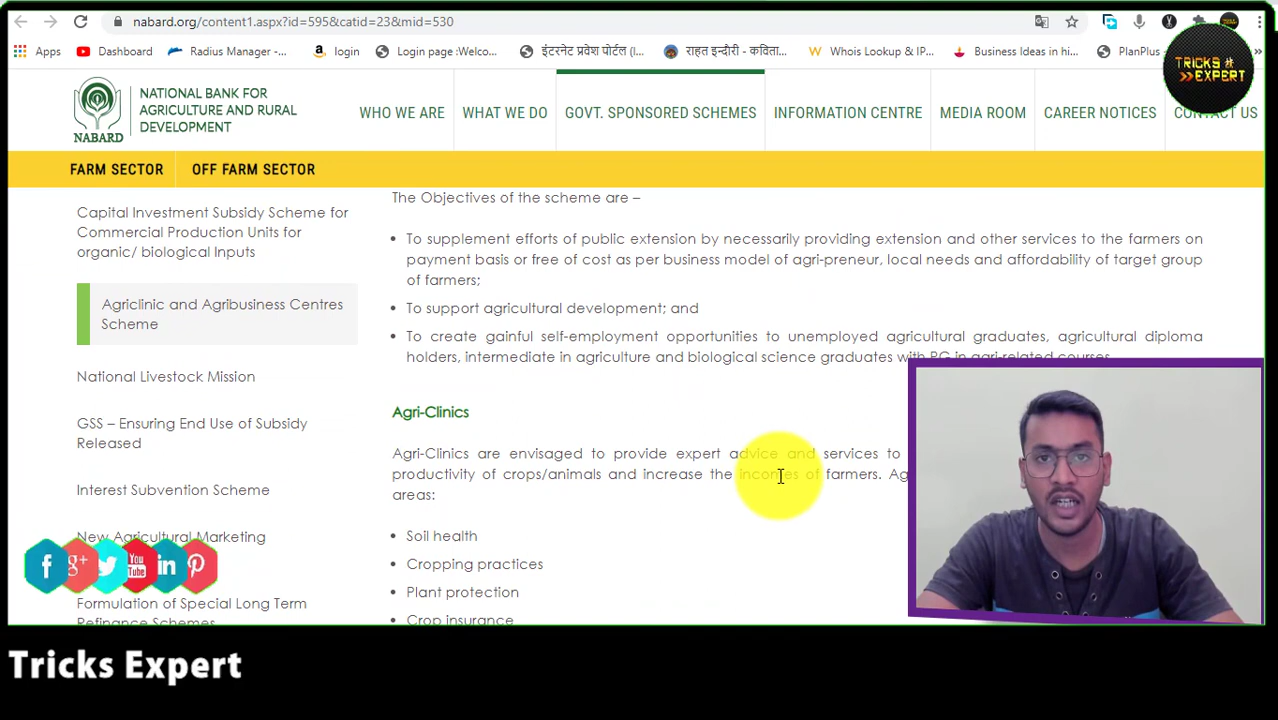 nabard.org/content1.aspx?id=595&catid=23&mid=530
Apps Dashboard Radius Manager -... login Login page :Welco... इंटरनेट प्रवेश पोर्टल (I... राहत इन्दौरी - कविता... Whois Lookup & IP... Business Ideas in hi... PlanPlus
TRICKS
EXPERT
NABARD
NATIONAL BANK FOR
AGRICULTURE AND RURAL
DEVELOPMENT
WHO WE ARE WHAT WE DO GOVT. SPONSORED SCHEMES INFORMATION CENTRE MEDIA ROOM CAREER NOTICES CONTACT US
FARM SECTOR OFF FARM SECTOR
Capital Investment Subsidy Scheme for
Commercial Production Units for
organic/ biological Inputs
Agriclinic and Agribusiness Centres
Scheme
National Livestock Mission
GSS – Ensuring End Use of Subsidy
Released
Interest Subvention Scheme
New Agricultural Marketing
Formulation of Special Long Term
Refinance Schemes
The Objectives of the scheme are –
• To supplement efforts of public extension by necessarily providing extension and other services to the farmers on
payment basis or free of cost as per business model of agri-preneur, local needs and affordability of target group
of farmers;
• To support agricultural development; and
• To create gainful self-employment opportunities to unemployed agricultural graduates, agricultural diploma
holders, intermediate in agriculture and biological science graduates with PG in agri-related courses.
Agri-Clinics
Agri-Clinics are envisaged to provide expert advice and services to
productivity of crops/animals and increase the incomes of farmers.
areas:
• Soil health
• Cropping practices
• Plant protection
• Crop insurance
f g+ You Tube in
Tricks Expert